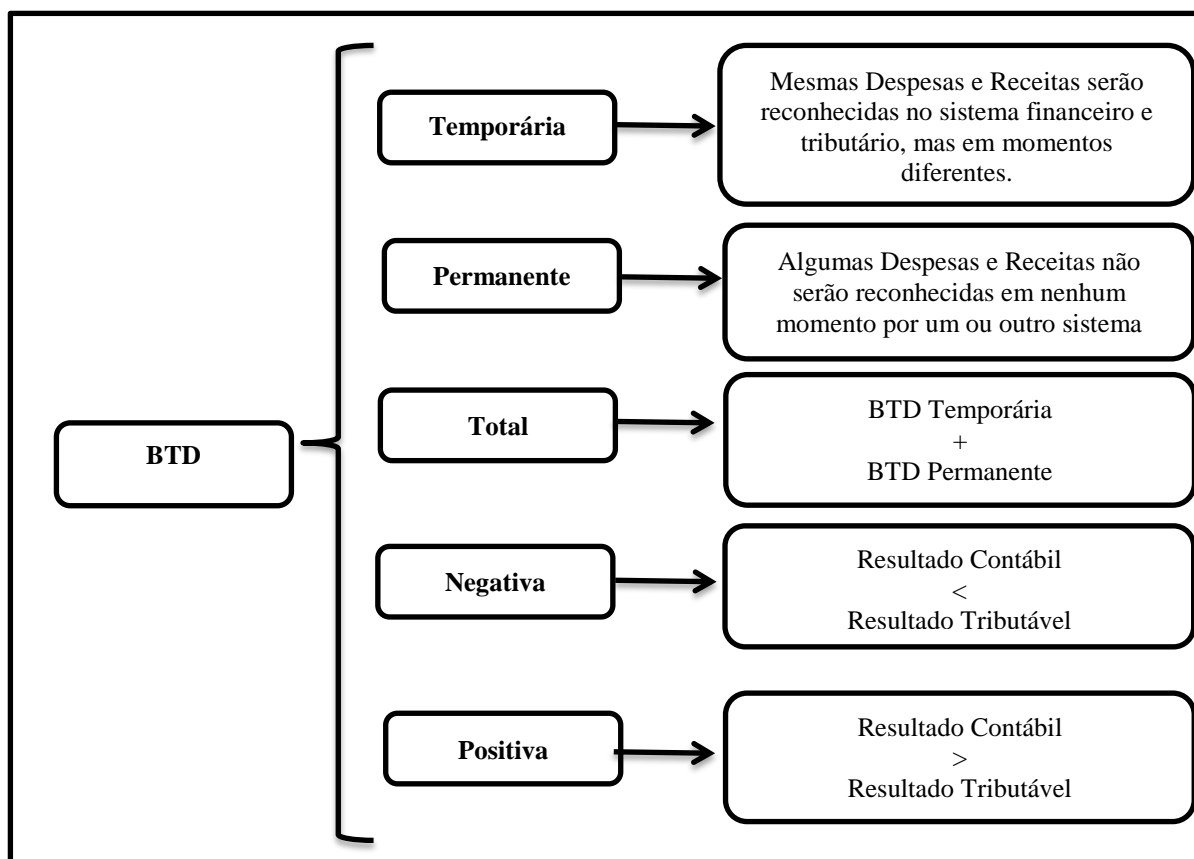 BTD
Temporária
Mesmas Despesas e Receitas serão
reconhecidas no sistema financeiro e
tributário, mas em momentos
diferentes.
Permanente
Algumas Despesas e Receitas não
serão reconhecidas em nenhum
momento por um ou outro sistema
Total
BTD Temporária
+
BTD Permanente
Negativa
Resultado Contábil
<
Resultado Tributável
Positiva
Resultado Contábil
>
Resultado Tributável